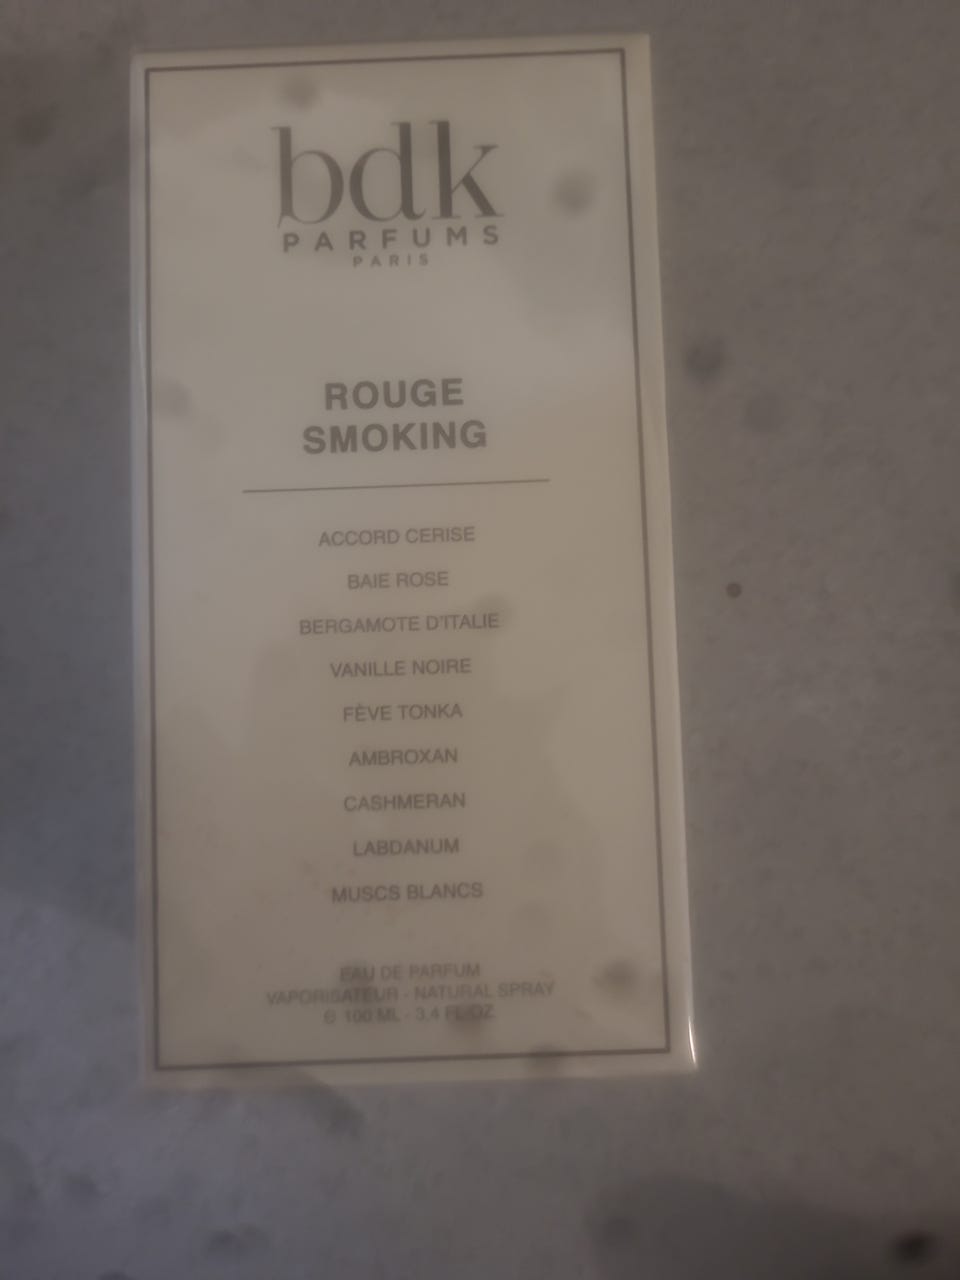 bdk
PARFUMS
PARIS
ROUGE
SMOKING
ACCORD CERISE
BAIE ROSE
BERGAMOTE D'ITALIE
VANILLE NOIRE
FÈVE TONKA
AMBROXAN
CASHMERAN
LABDANUM
MUSCS BLANCS
EAU DE PARFUM
VAPORISATEUR - NATURAL SPRAY
℮ 100 ML - 3.4 FL.OZ.